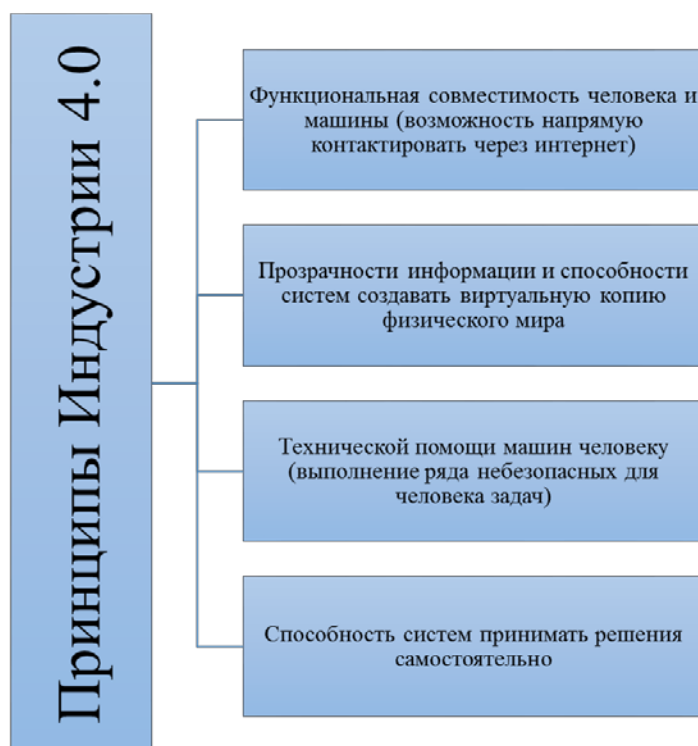 Принципы Индустрии 4.0
Функциональная совместимость человека и
машины (возможность напрямую
контактировать через интернет)
Прозрачности информации и способности
систем создавать виртуальную копию
физического мира
Технической помощи машин человеку
(выполнение ряда небезопасных для
человека задач)
Способность систем принимать решения
самостоятельно